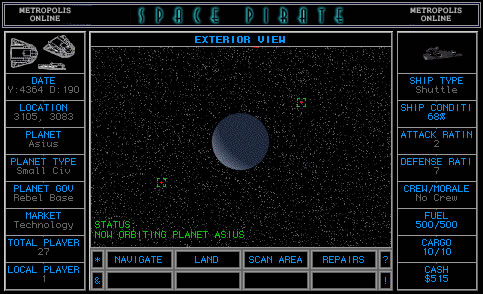 METROPOLIS
ONLINE
SPACE PIRATE
METROPOLIS
ONLINE
EXTERIOR VIEW
DATE
Y:4364 D:190
LOCATION
3105, 3083
PLANET
Asius
PLANET TYPE
Small Civ
PLANET GOV
Rebel Base
MARKET
Technology
TOTAL PLAYER
27
LOCAL PLAYER
1
STATUS:
NOW ORBITING PLANET ASIUS
* NAVIGATE LAND SCAN AREA REPAIRS ?
& !
SHIP TYPE
Shuttle
SHIP CONDITI
68%
ATTACK RATIN
2
DEFENSE RATI
7
CREW/MORALE
No Crew
FUEL
500/500
CARGO
10/10
CASH
$515